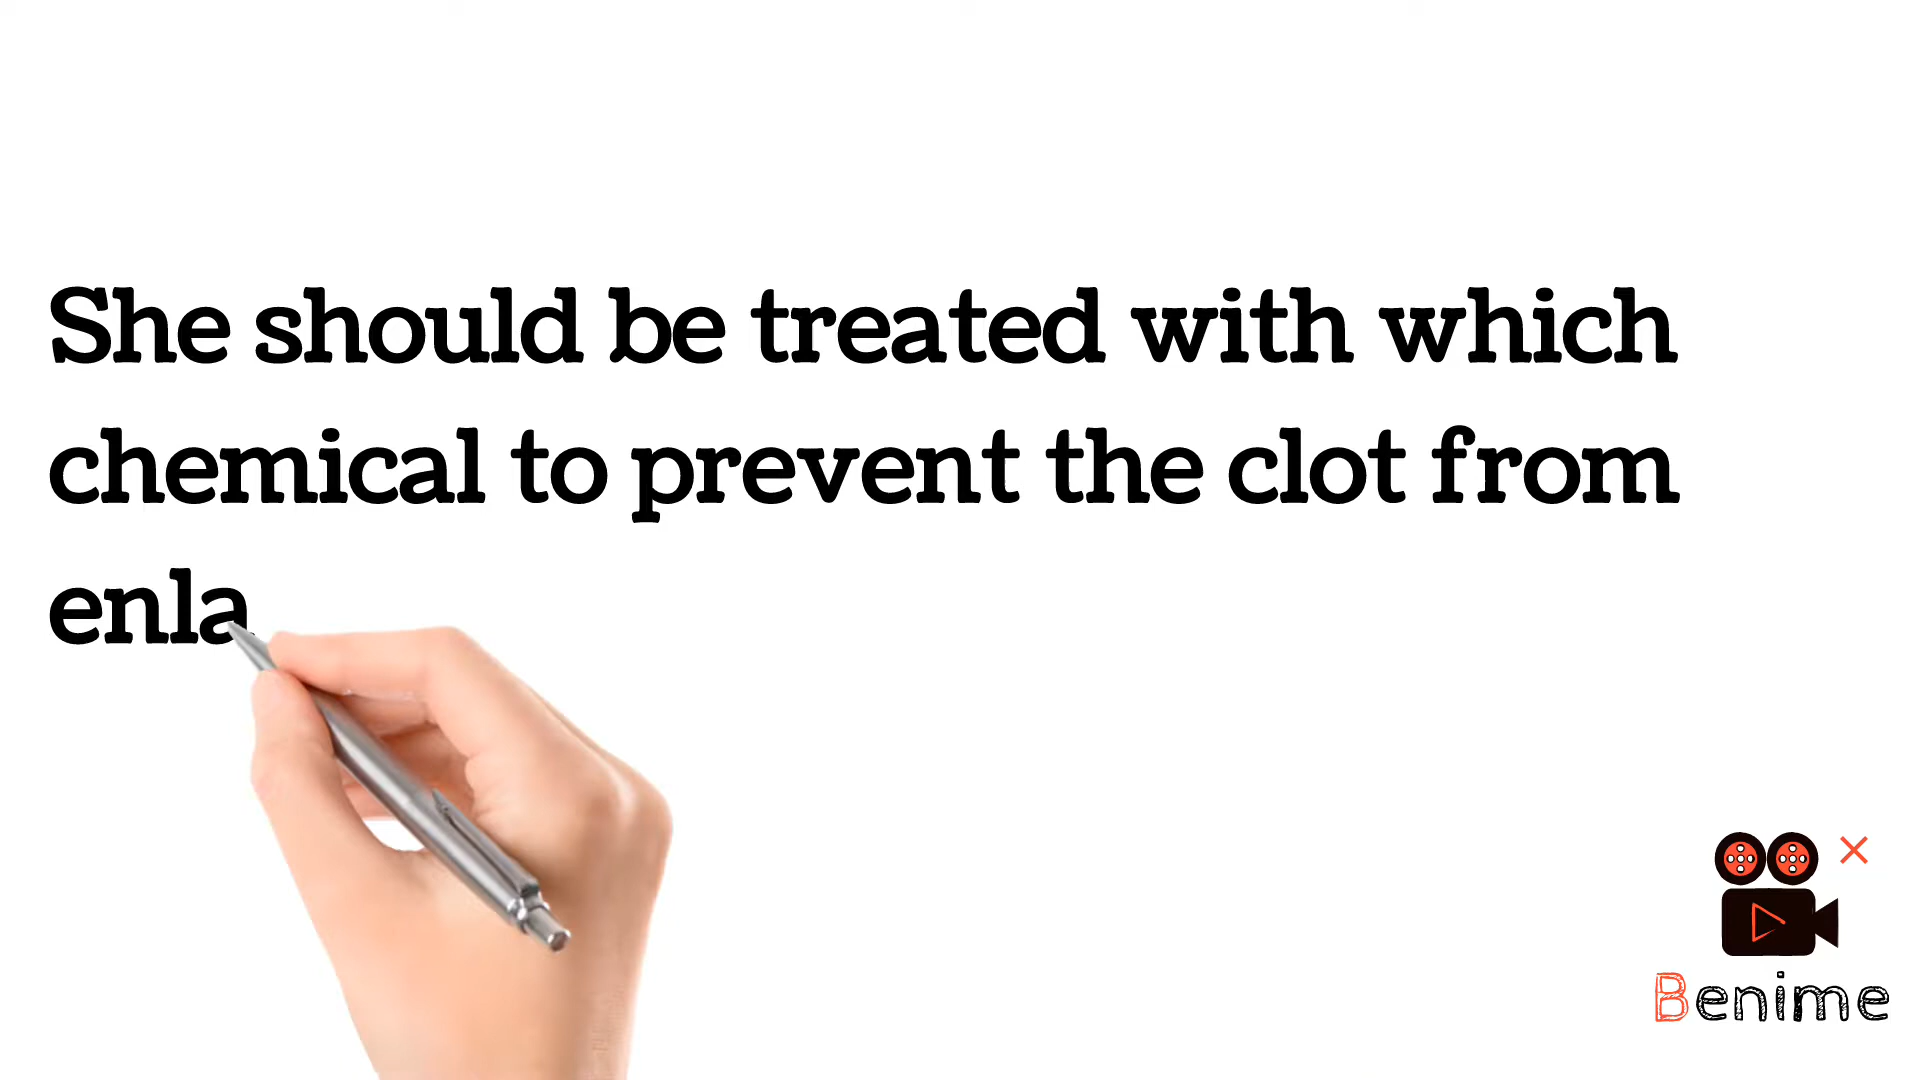 She should be treated with which
chemical to prevent the clot from
enla
Benime